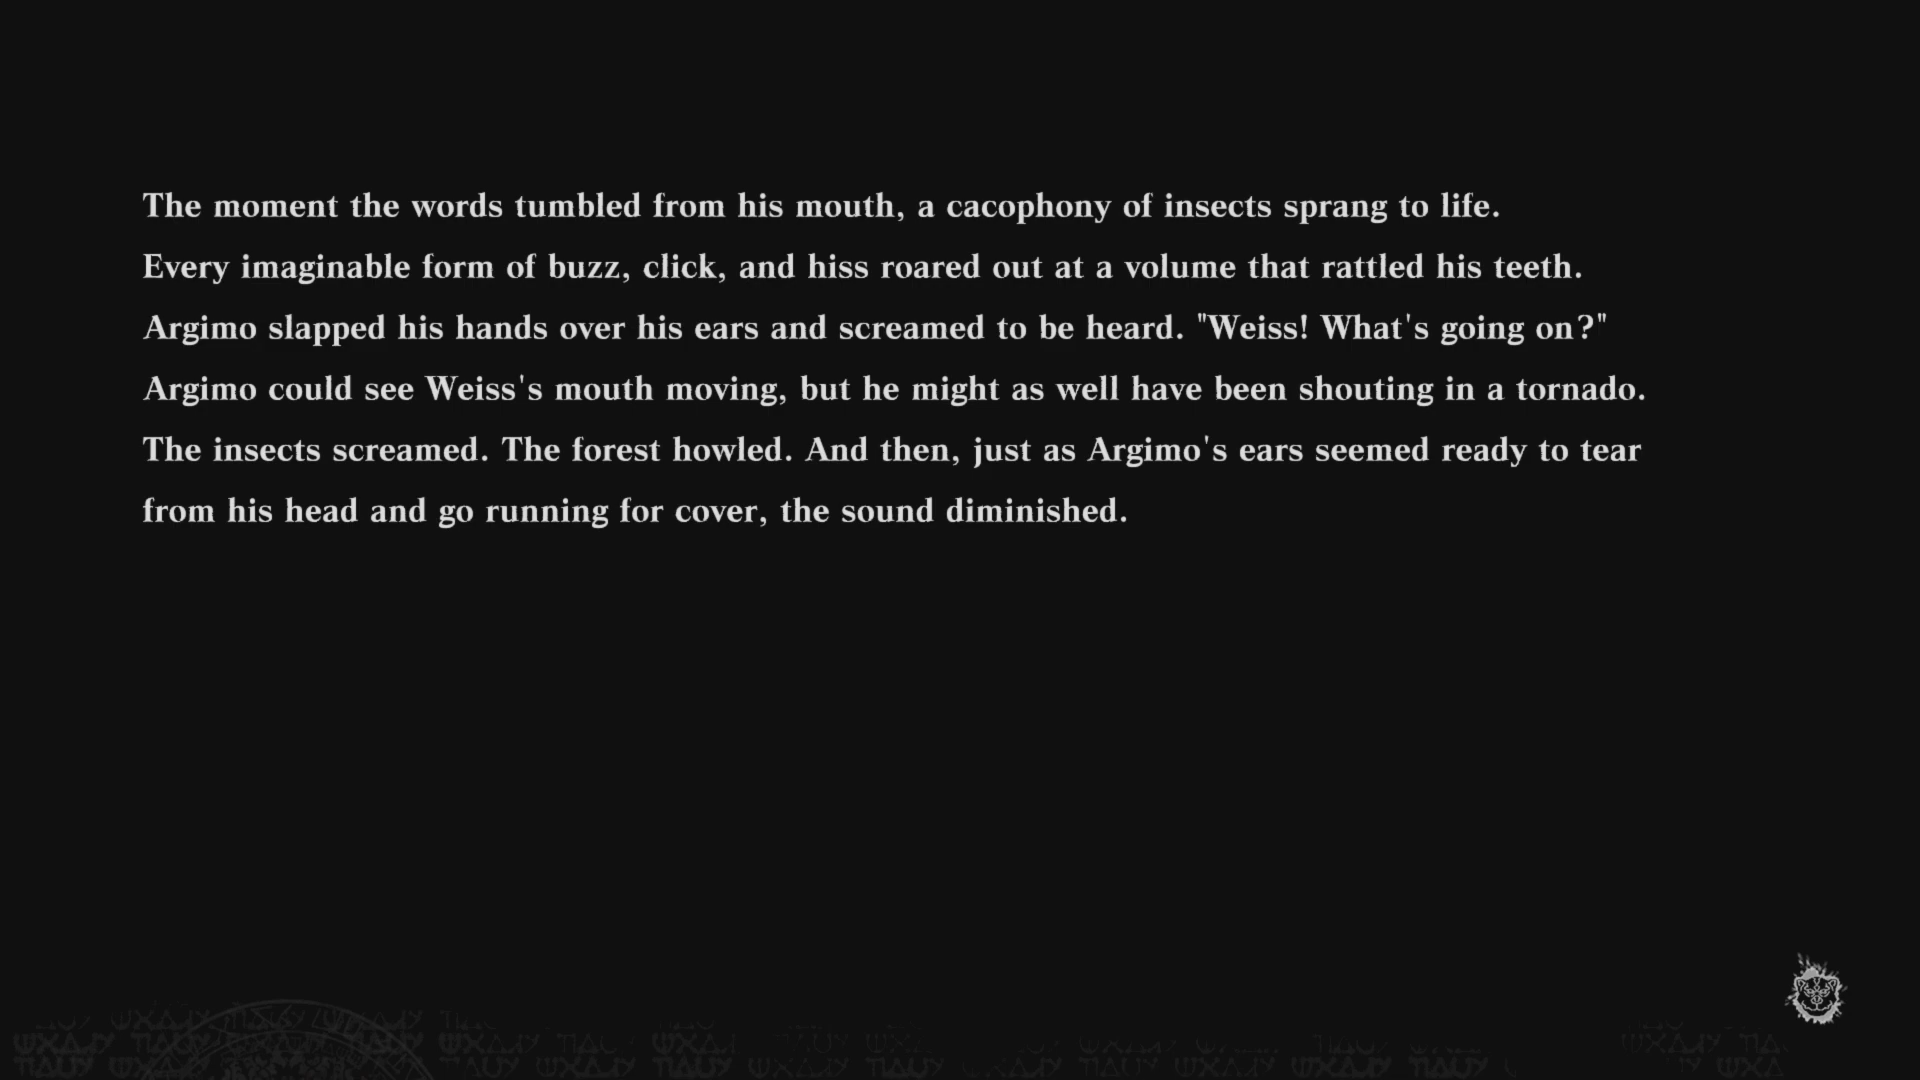 The moment the words tumbled from his mouth, a cacophony of insects sprang to life.
Every imaginable form of buzz, click, and hiss roared out at a volume that rattled his teeth.
Argimo slapped his hands over his ears and screamed to be heard. "Weiss! What's going on?"
Argimo could see Weiss's mouth moving, but he might as well have been shouting in a tornado.
The insects screamed. The forest howled. And then, just as Argimo's ears seemed ready to tear
from his head and go running for cover, the sound diminished.